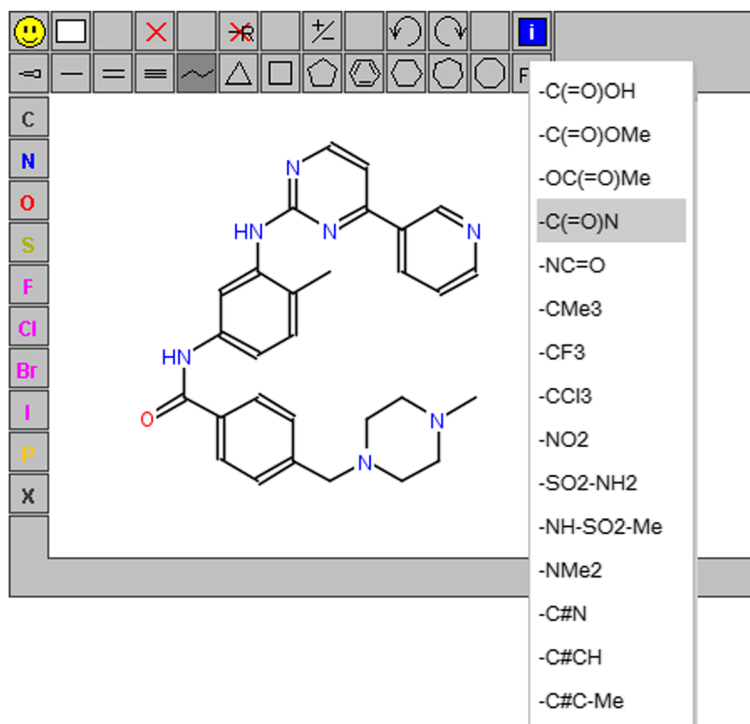 R
+/−
i
F
C
N
O
S
F
Cl
Br
I
P
X
N
HN
N
N
HN
O
N
N
-C(=O)OH
-C(=O)OMe
-OC(=O)Me
-C(=O)N
-NC=O
-CMe3
-CF3
-CCl3
-NO2
-SO2-NH2
-NH-SO2-Me
-NMe2
-C#N
-C#CH
-C#C-Me